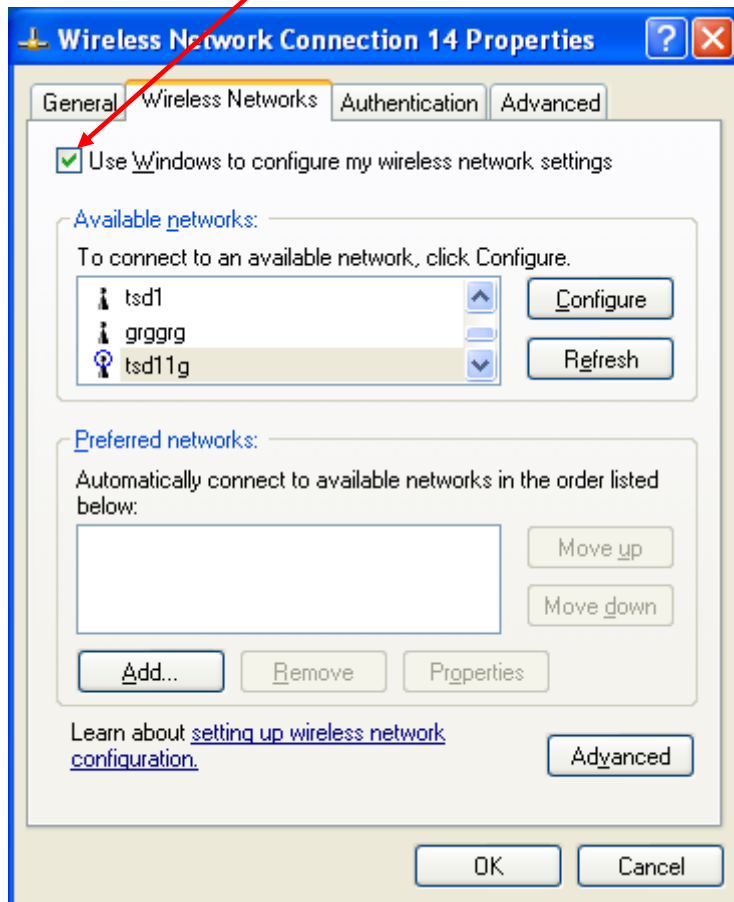 Wireless Network Connection 14 Properties
General Wireless Networks Authentication Advanced
Use Windows to configure my wireless network settings
Available networks:
To connect to an available network, click Configure.
tsd1
grggrg
tsd11g
Configure
Refresh
Preferred networks:
Automatically connect to available networks in the order listed
below:
Move up
Move down
Add... Remove Properties
Learn about setting up wireless network
configuration.
Advanced
OK Cancel